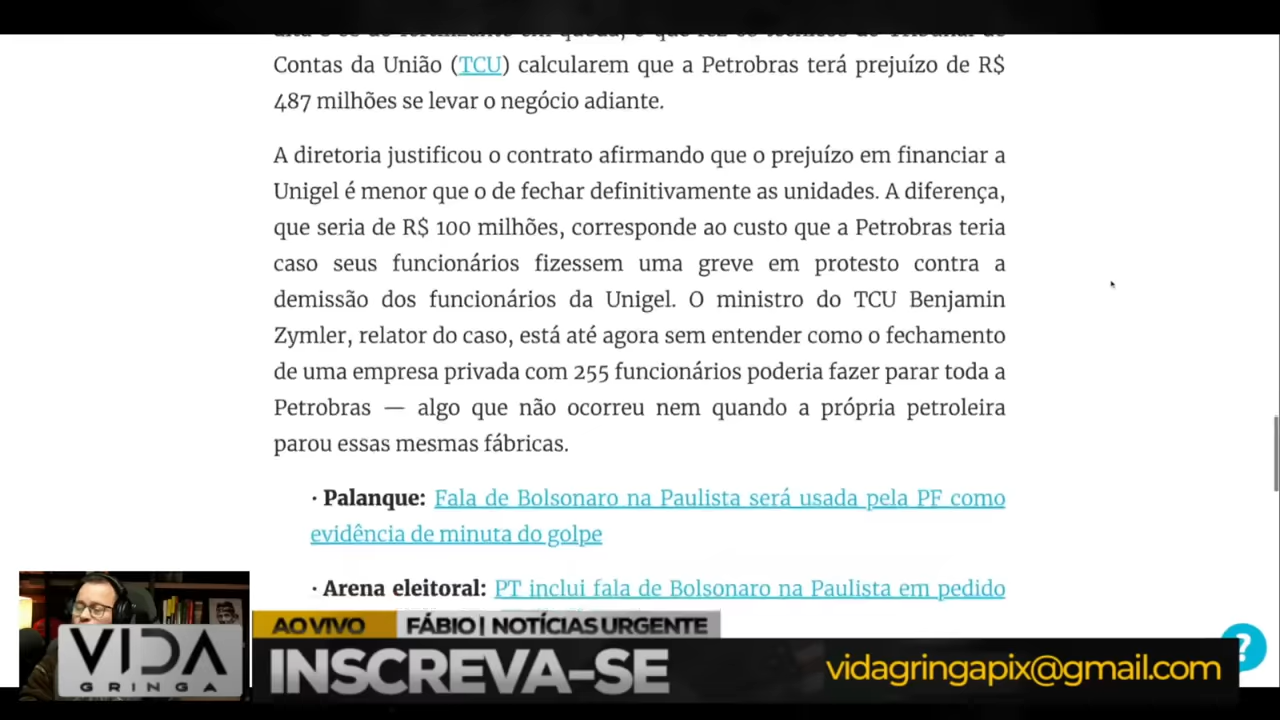 Contas da União (TCU) calcularem que a Petrobras terá prejuízo de R$
487 milhões se levar o negócio adiante.
A diretoria justificou o contrato afirmando que o prejuízo em financiar a
Unigel é menor que o de fechar definitivamente as unidades. A diferença,
que seria de R$ 100 milhões, corresponde ao custo que a Petrobras teria
caso seus funcionários fizessem uma greve em protesto contra a
demissão dos funcionários da Unigel. O ministro do TCU Benjamin
Zymler, relator do caso, está até agora sem entender como o fechamento
de uma empresa privada com 255 funcionários poderia fazer parar toda a
Petrobras — algo que não ocorreu nem quando a própria petroleira
parou essas mesmas fábricas.
· Palanque: Fala de Bolsonaro na Paulista será usada pela PF como
evidência de minuta do golpe
· Arena eleitoral: PT inclui fala de Bolsonaro na Paulista em pedido
AO VIVO FÁBIO | NOTÍCIAS URGENTE
VIDA
GRINGA
INSCREVA-SE
vidagringapix@gmail.com
?